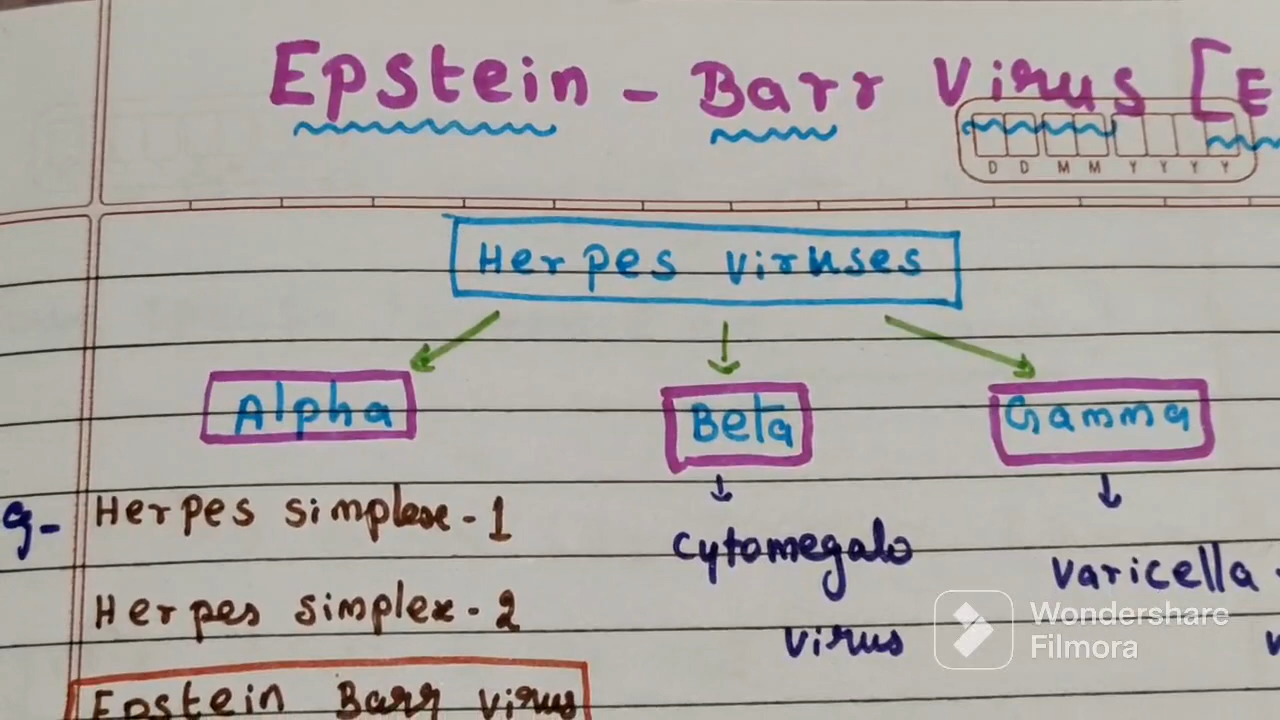 Epstein - Barr Virus [E
D D M M Y Y Y Y
Herpes viruses
Alpha Beta Gamma
g- Herpes simplex-1
cytomegalo
virus
varicella
Herpes simplex-2
Epstein Barr virus
Wondershare
Filmora